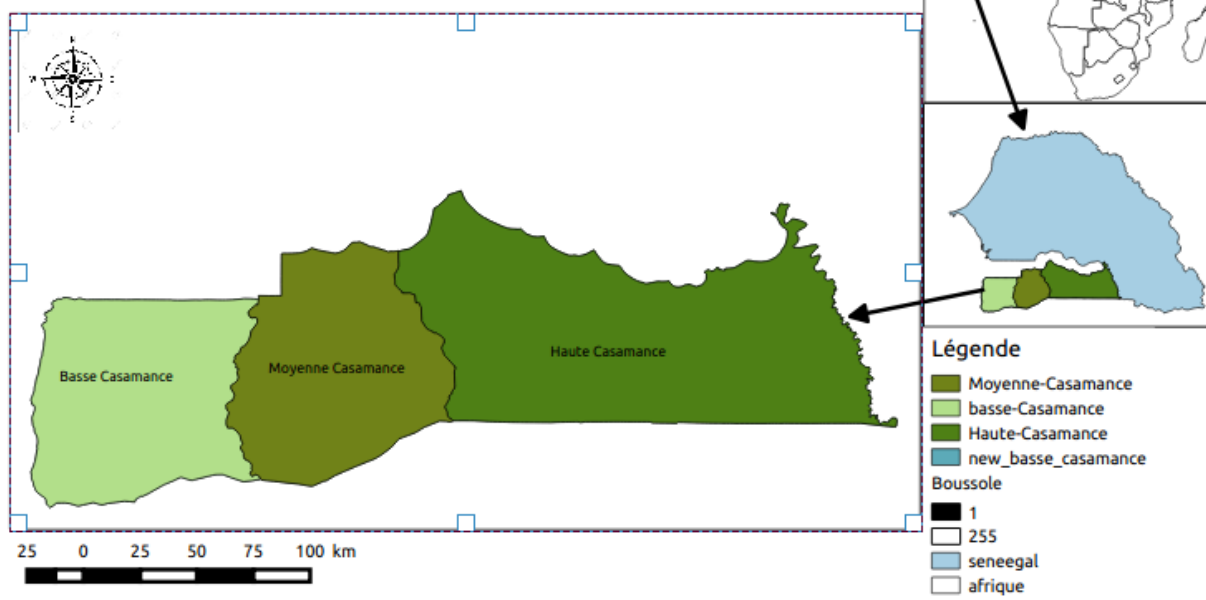 Basse Casamance
Moyenne Casamance
Haute Casamance
25 0 25 50 75 100 km
Légende
Moyenne-Casamance
basse-Casamance
Haute-Casamance
new_basse_casamance
Boussole
1
255
seneegal
afrique